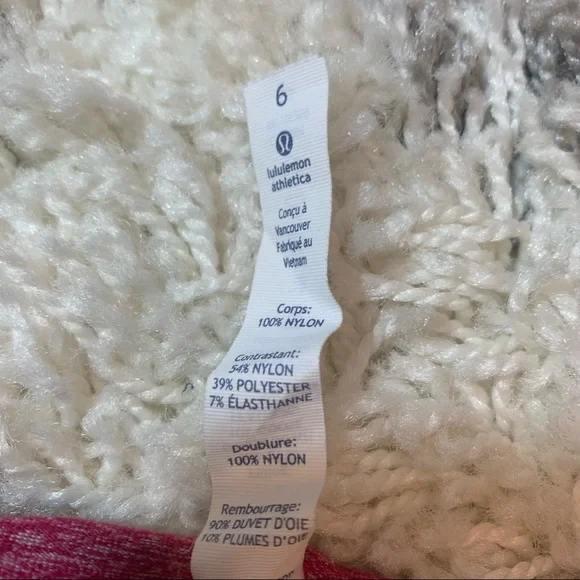 6
lululemon
athletica
Conçu à
Vancouver
Fabriqué au
Vietnam
Corps:
100% NYLON
Contrastant:
54% NYLON
39% POLYESTER
7% ÉLASTHANNE
Doublure:
100% NYLON
Rembourrage:
90% DUVET D'OIE
10% PLUMES D'OIE